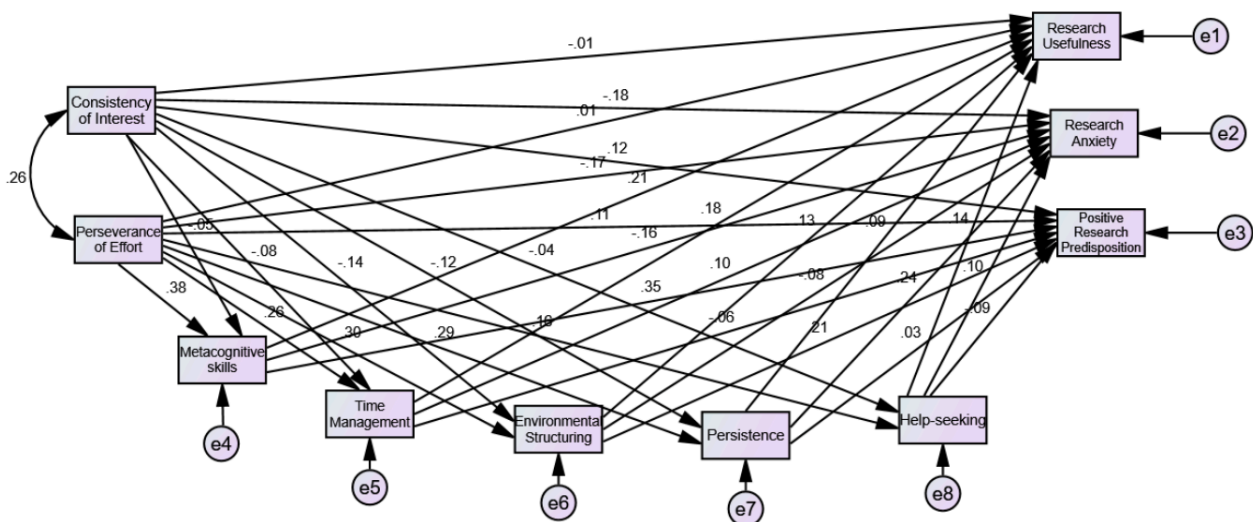 Research
Usefulness
e1
-.01
Consistency
of Interest
-.18
.01
Research
Anxiety
e2
.12
-.17
.26
.21
Perseverance
of Effort
-.05
.11
.18
.13
.09
.14
Positive
Research
Predisposition
e3
-.16
-.08
-.04
-.14
-.12
.10
-.08
.24
.10
.38
.35
.26
.30
.29
.18
-.06
.21
.03
-.09
Metacognitive
skills
Time
Management
Environmental
Structuring
Persistence
Help-seeking
e4
e5
e6
e7
e8